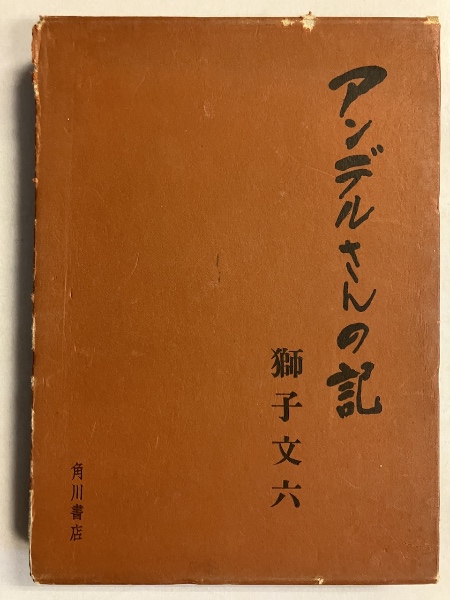 アンデルさんの記
獅子文六
角川書店